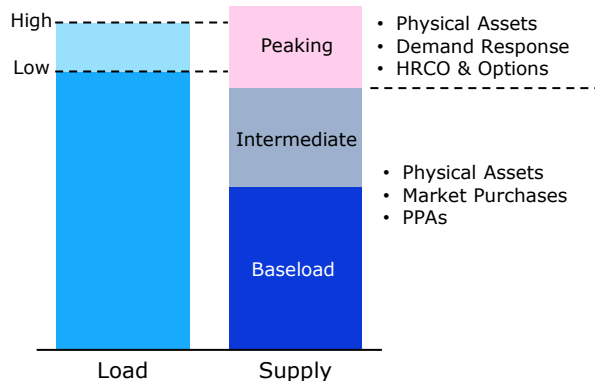 High
Low
Peaking
Intermediate
Baseload
• Physical Assets
• Demand Response
• HRCO & Options
• Physical Assets
• Market Purchases
• PPAs
Load
Supply